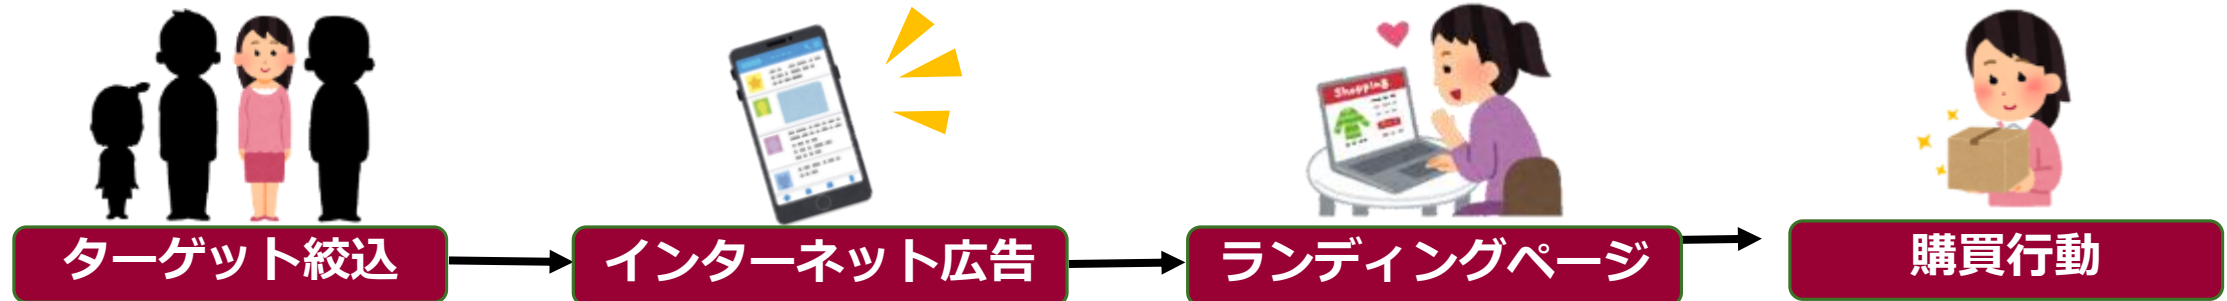 Shopping
ターゲット絞込
インターネット広告
ランディングページ
購買行動